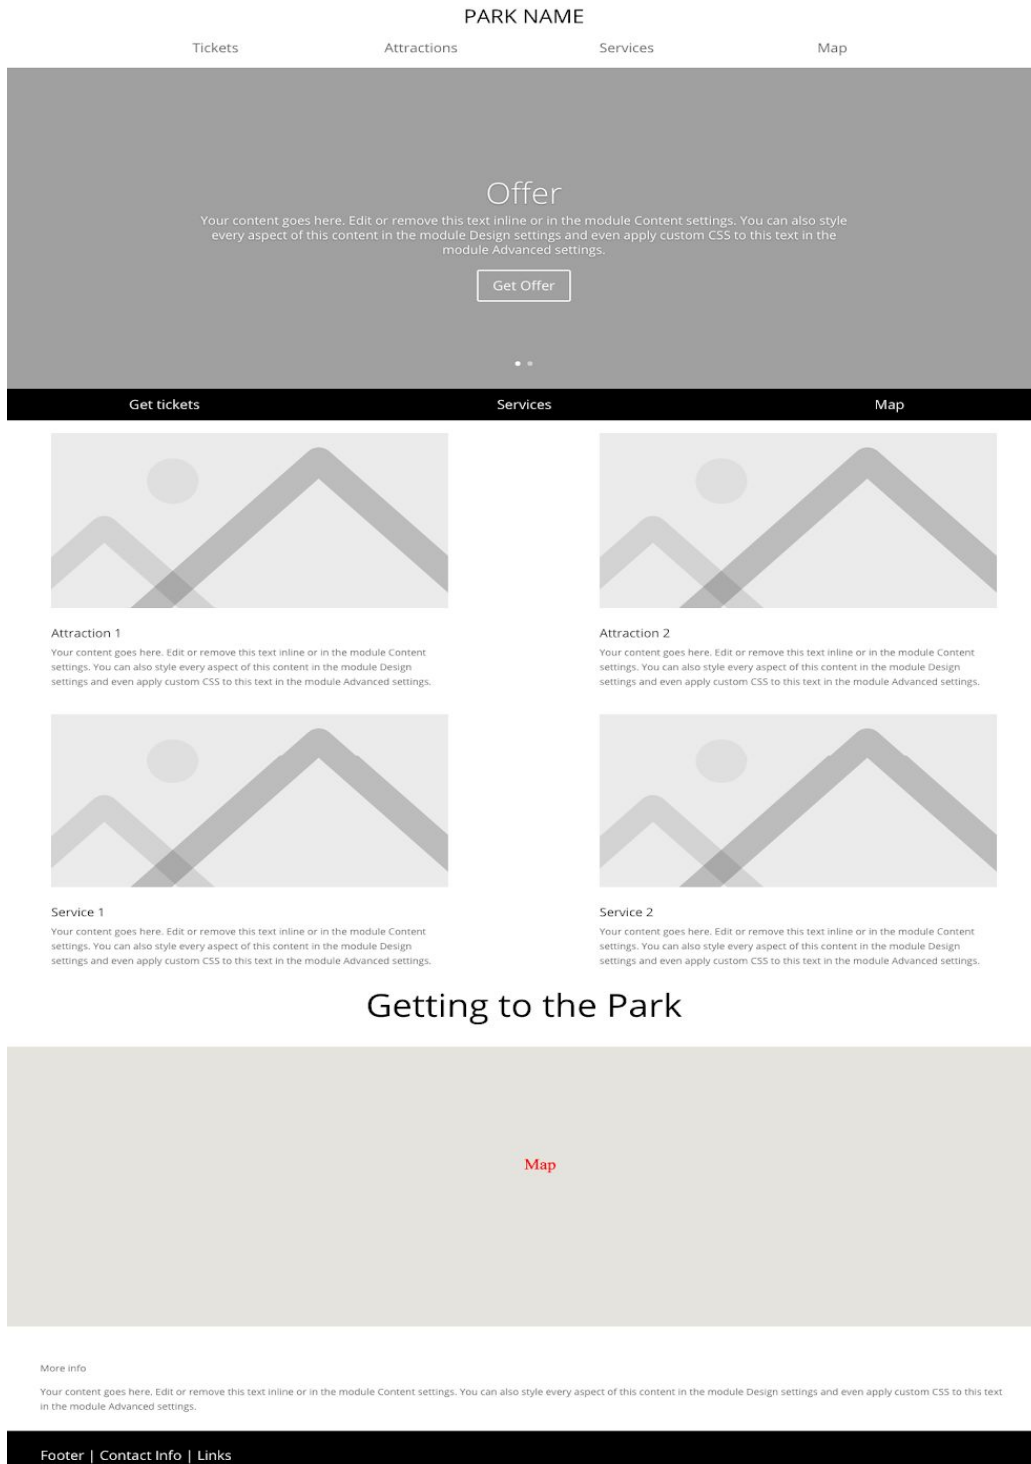 PARK NAME
Tickets Attractions Services Map
Offer
Your content goes here. Edit or remove this text inline or in the module Content settings. You can also style
every aspect of this content in the module Design settings and even apply custom CSS to this text in the
module Advanced settings.
Get Offer
Get tickets Services Map
Attraction 1
Your content goes here. Edit or remove this text inline or in the module Content
settings. You can also style every aspect of this content in the module Design
settings and even apply custom CSS to this text in the module Advanced settings.
Attraction 2
Your content goes here. Edit or remove this text inline or in the module Content
settings. You can also style every aspect of this content in the module Design
settings and even apply custom CSS to this text in the module Advanced settings.
Service 1
Your content goes here. Edit or remove this text inline or in the module Content
settings. You can also style every aspect of this content in the module Design
settings and even apply custom CSS to this text in the module Advanced settings.
Service 2
Your content goes here. Edit or remove this text inline or in the module Content
settings. You can also style every aspect of this content in the module Design
settings and even apply custom CSS to this text in the module Advanced settings.
Getting to the Park
Map
More info
Your content goes here. Edit or remove this text inline or in the module Content settings. You can also style every aspect of this content in the module Design settings and even apply custom CSS to this text
in the module Advanced settings.
Footer | Contact Info | Links